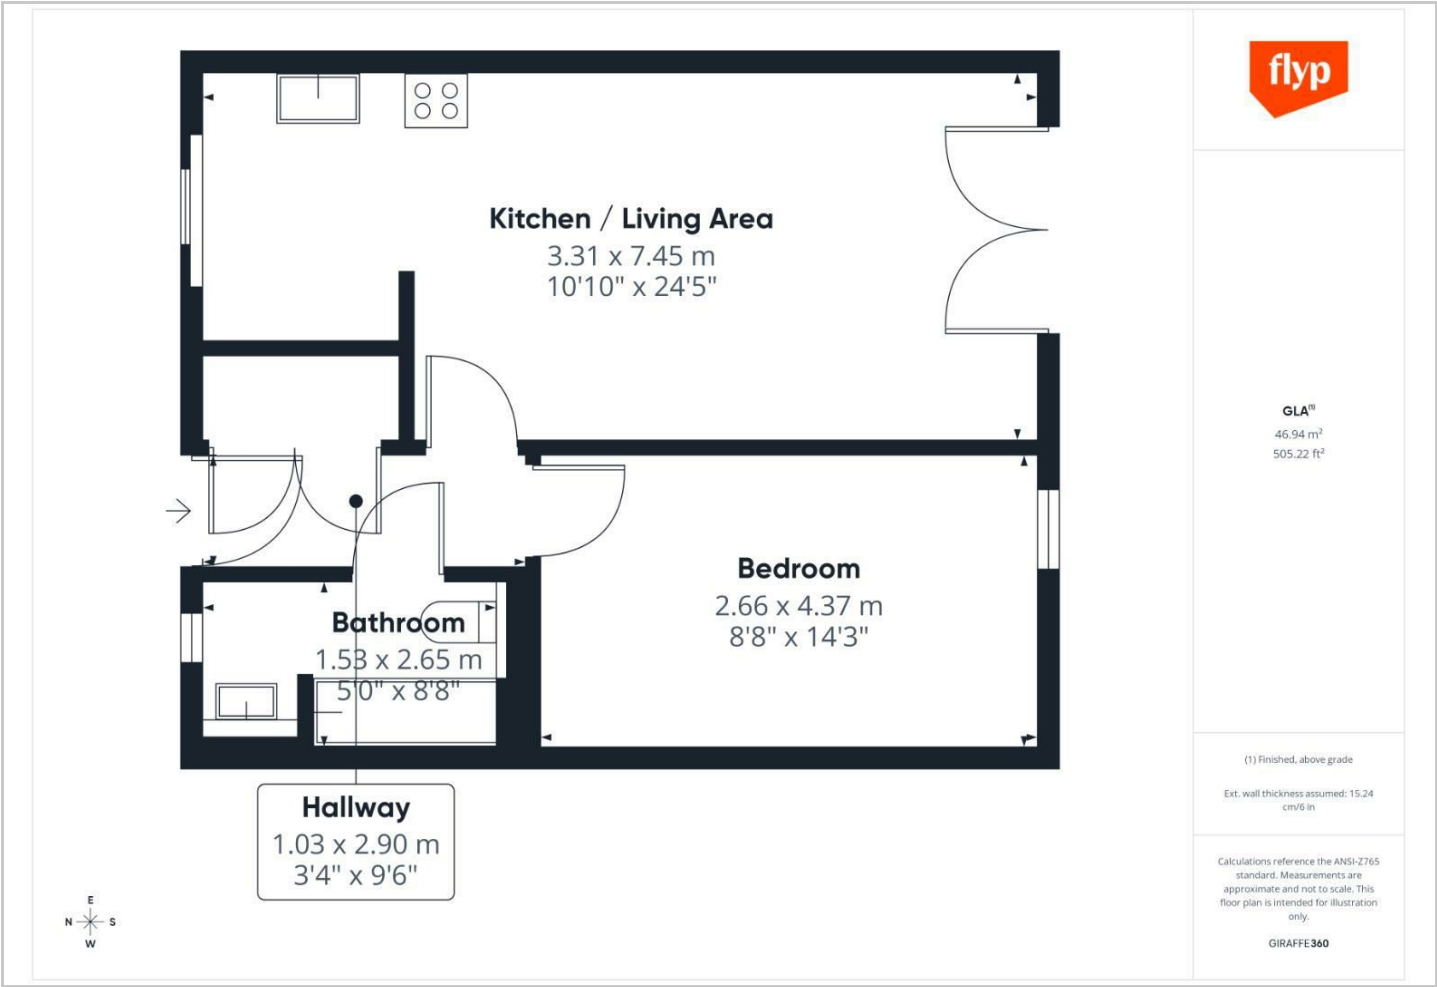 flyp
Kitchen / Living Area
3.31 x 7.45 m
10'10" x 24'5"
Bedroom
2.66 x 4.37 m
8'8" x 14'3"
Bathroom
1.53 x 2.65 m
5'0" x 8'8"
Hallway
1.03 x 2.90 m
3'4" x 9'6"
E
N S
W
GLA(1)
46.94 m²
505.22 ft²
(1) Finished, above grade
Ext. wall thickness assumed: 15.24
cm/6 in
Calculations reference the ANSI-Z765
standard. Measurements are
approximate and not to scale. This
floor plan is intended for illustration
only.
GIRAFFE360